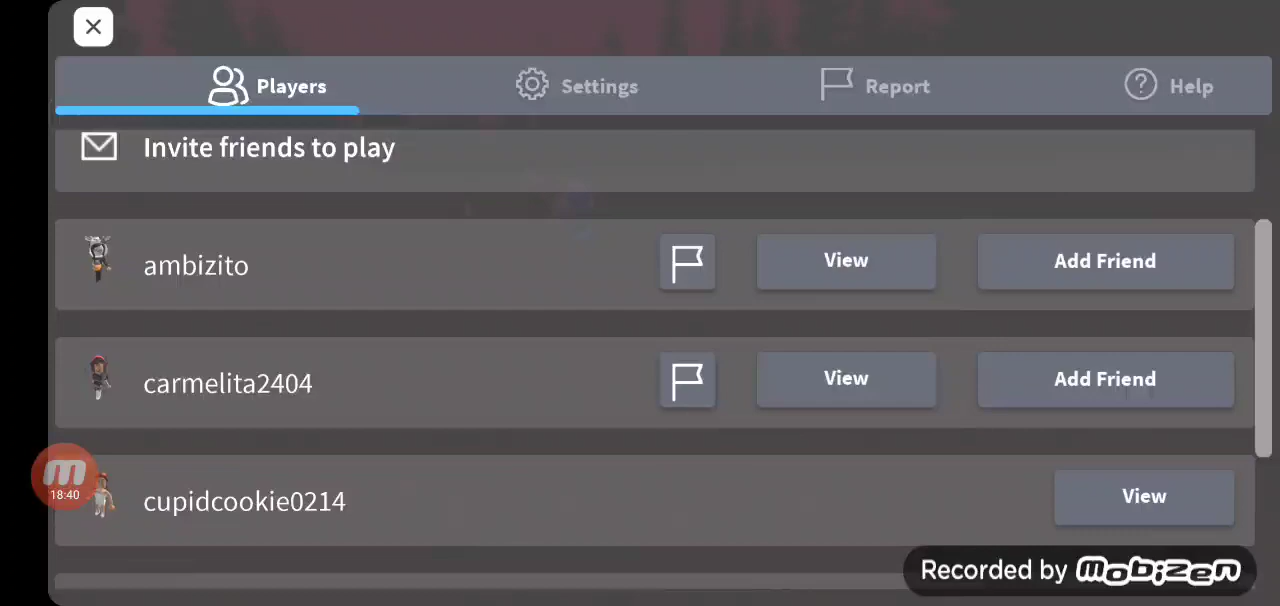 Players
Settings
Report
Help
Invite friends to play
ambizito
View
Add Friend
carmelita2404
View
Add Friend
18:40
cupidcookie0214
View
Recorded by mobizen